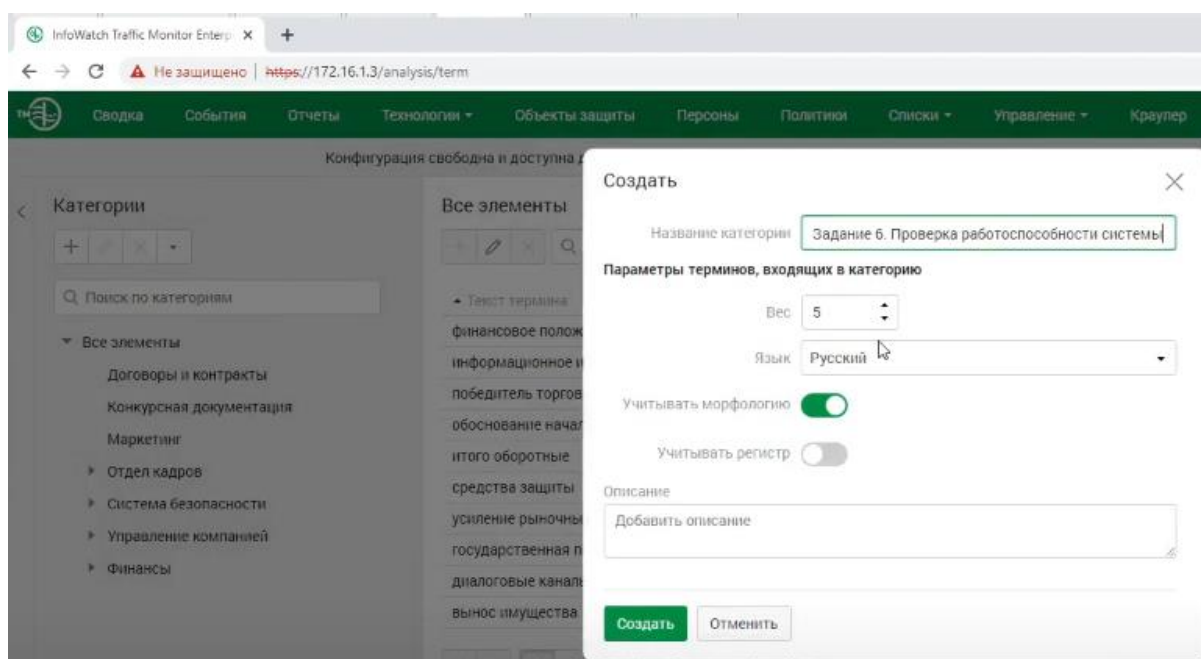 InfoWatch Traffic Monitor Enterp
Не защищено | https://172.16.1.3/analysis/term
TM Сводка События Отчеты Технологии Объекты защиты Персоны Политики Списки Управление Краулер
Конфигурация свободна и доступна д
Категории
Поиск по категориям
Все элементы
Договоры и контракты
Конкурсная документация
Маркетинг
Отдел кадров
Система безопасности
Управление компанией
Финансы
Все элементы
Текст термина
финансовое полож
информационное и
победитель торгов
обоснование начал
итого оборотные
средства защиты
усиление рыночны
государственная п
диалоговые каналы
вынос имущества
Создать
Название категории Задание 6. Проверка работоспособности системы
Параметры терминов, входящих в категорию
Вес 5
Язык Русский
Учитывать морфологию
Учитывать регистр
Описание
Добавить описание
Создать Отменить